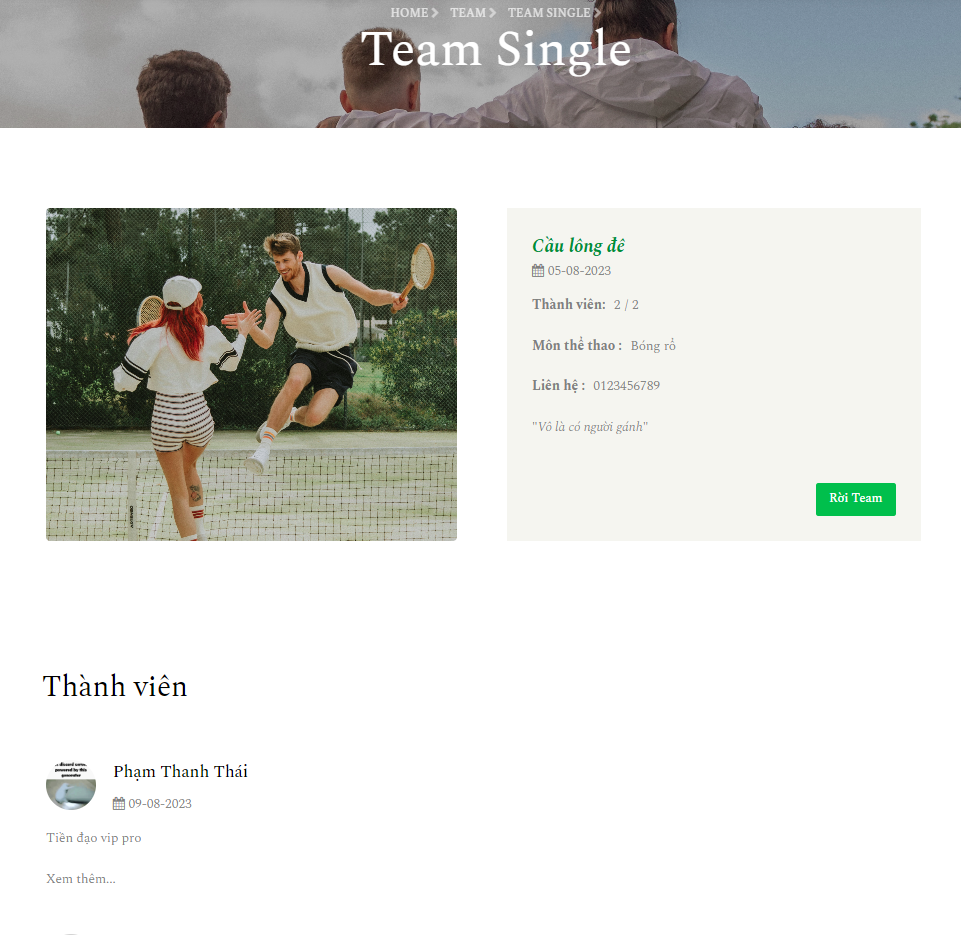 HOME TEAM TEAM SINGLE
Team Single
Cầu lông đê
05-08-2023
Thành viên: 2 / 2
Môn thể thao : Bóng rổ
Liên hệ : 0123456789
"Vô là có người gánh"
Rời Team
Thành viên
Phạm Thanh Thái
09-08-2023
Tiền đạo vip pro
Xem thêm...